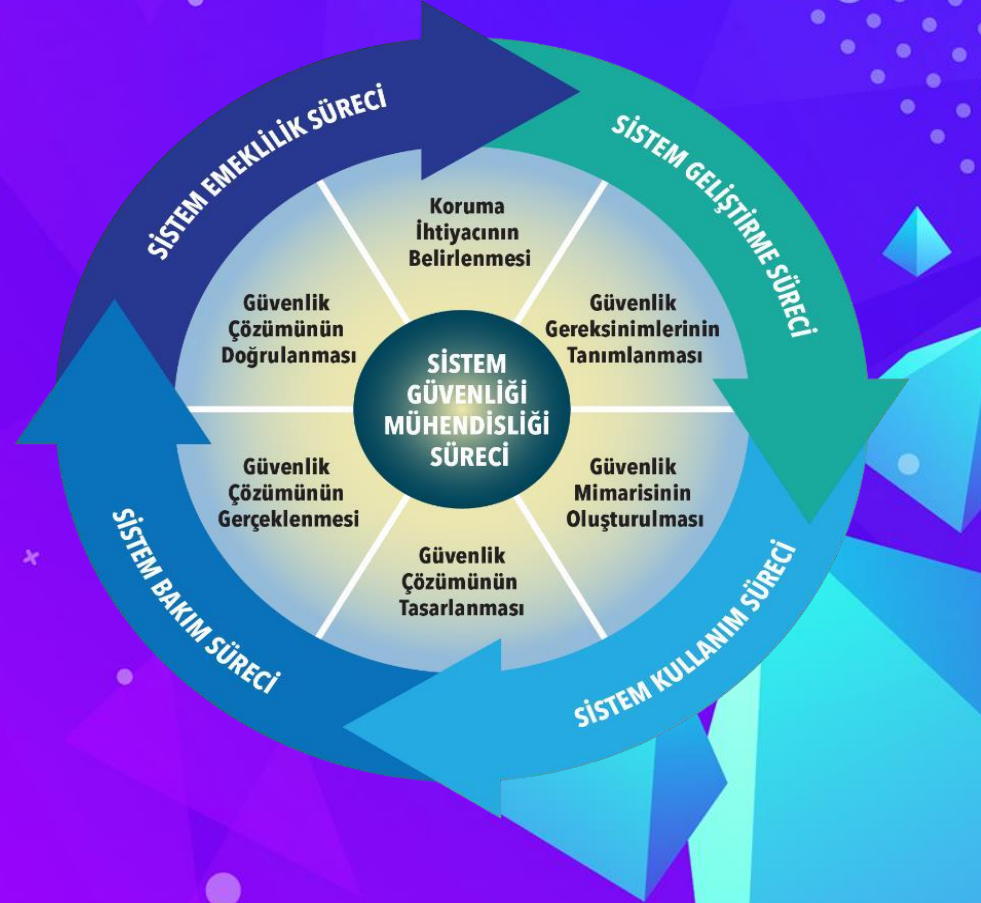 SİSTEM EMEKLİLİK SÜRECİ
SİSTEM GELİŞTİRME SÜRECİ
SİSTEM KULLANIM SÜRECİ
SİSTEM BAKIM SÜRECİ
Koruma
İhtiyacının
Belirlenmesi
Güvenlik
Gereksinimlerinin
Tanımlanması
Güvenlik
Mimarisinin
Oluşturulması
Güvenlik
Çözümünün
Tasarlanması
Güvenlik
Çözümünün
Gerçeklenmesi
Güvenlik
Çözümünün
Doğrulanması
SİSTEM
GÜVENLİĞİ
MÜHENDİSLİĞİ
SÜRECİ